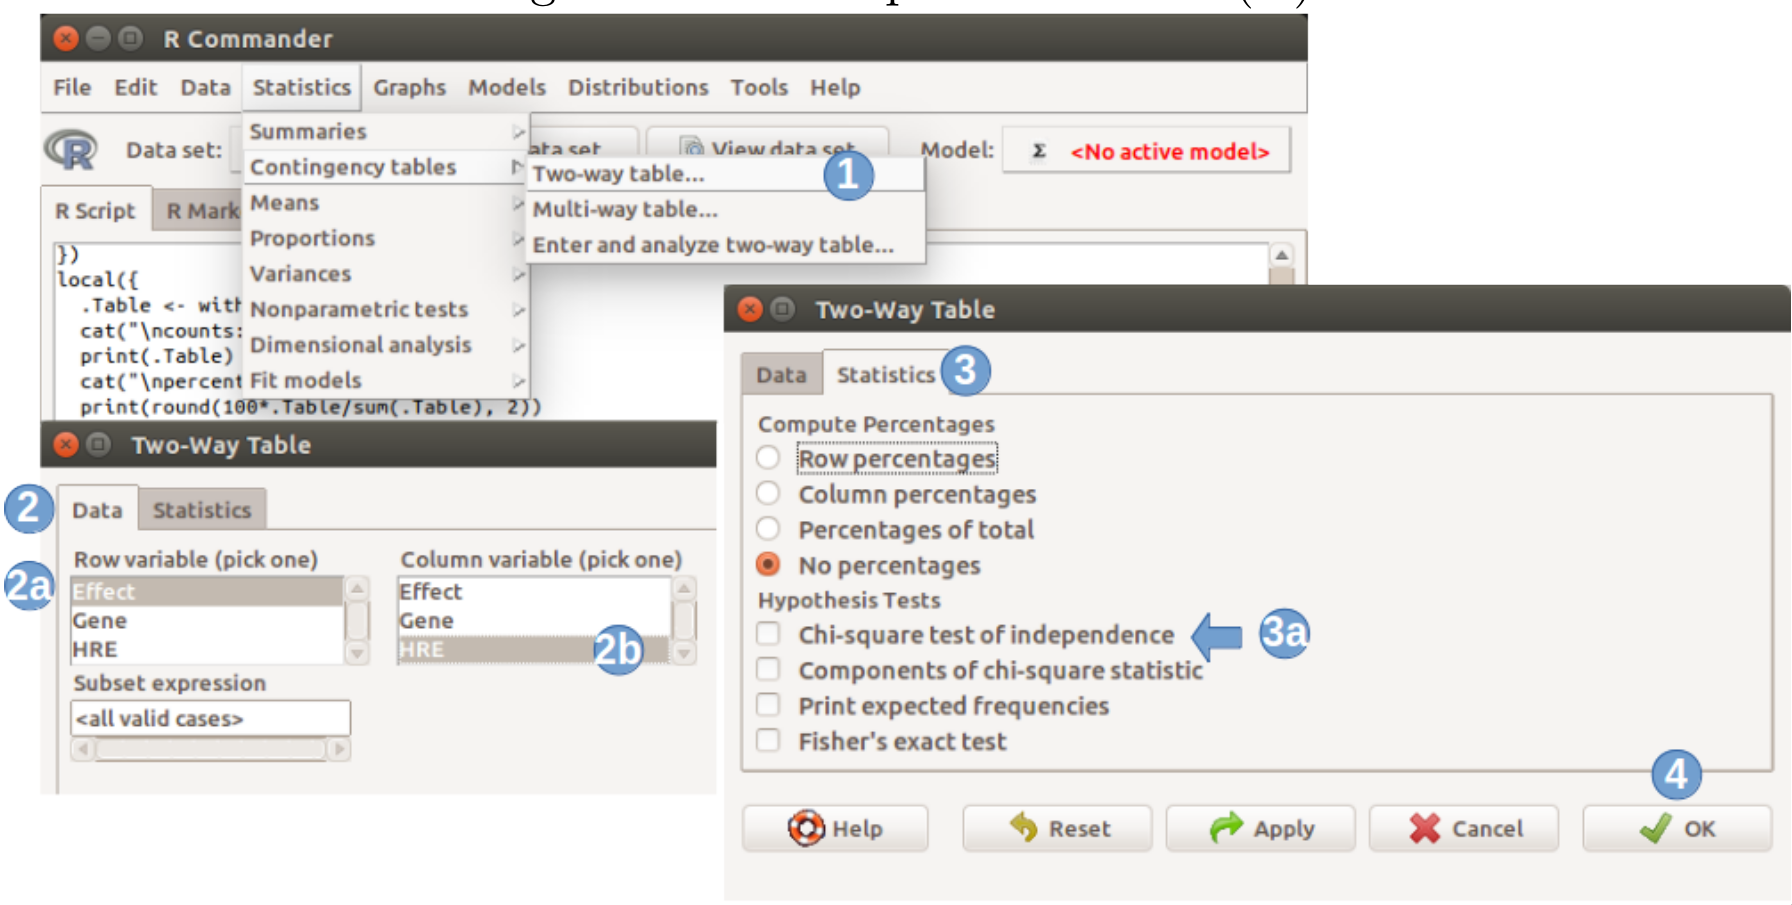 R Commander
File Edit Data Statistics Graphs Models Distributions Tools Help
R Data set: ata set View data set Model: Σ <No active model>
Summaries
Contingency tables
Means
Proportions
Variances
Nonparametric tests
Dimensional analysis
Fit models
Two-way table... 1
Multi-way table...
Enter and analyze two-way table...
R Script R Mark
})
local({
.Table <- with
cat("\ncounts:
print(.Table)
cat("\npercent
print(round(100*.Table/sum(.Table), 2))
Two-Way Table
2 Data Statistics
Row variable (pick one) Column variable (pick one)
2a Effect Effect
Gene Gene
HRE HRE 2b
Subset expression
<all valid cases>
Two-Way Table
Data Statistics 3
Compute Percentages
Row percentages
Column percentages
Percentages of total
No percentages
Hypothesis Tests
Chi-square test of independence 3a
Components of chi-square statistic
Print expected frequencies
Fisher's exact test
4
Help Reset Apply Cancel OK